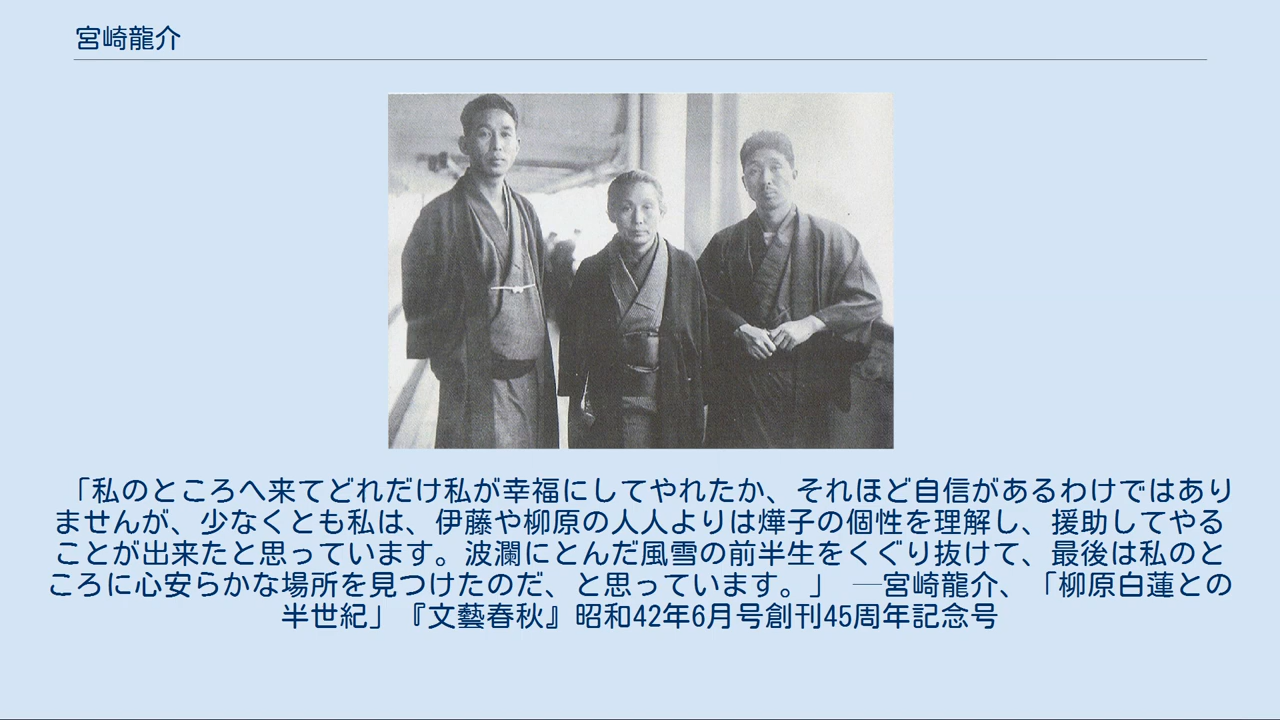 宮崎龍介
「私のところへ来てどれだけ私が幸福にしてやれたか、それほど自信があるわけではあり
ませんが、少なくとも私は、伊藤や柳原の人人よりは燁子の個性を理解し、援助してやる
ことが出来たと思っています。波瀾にとんだ風雪の前半生をくぐり抜けて、最後は私のと
ころに心安らかな場所を見つけたのだ、と思っています。」 ─宮崎龍介、「柳原白蓮との
半世紀」『文藝春秋』昭和42年6月号創刊45周年記念号